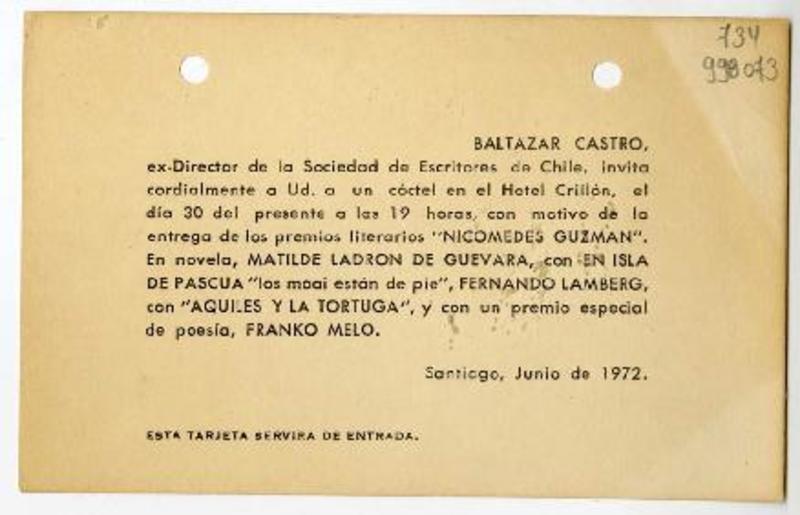 734
998073
BALTAZAR CASTRO,
ex-Director de la Sociedad de Escritores de Chile, invita
cordialmente a Ud. a un cóctel en el Hotel Crillón, el
día 30 del presente a las 19 horas, con motivo de la
entrega de los premios literarios "NICOMEDES GUZMAN".
En novela, MATILDE LADRON DE GUEVARA, con EN ISLA
DE PASCUA "los moai están de pie", FERNANDO LAMBERG,
con "AQUILES Y LA TORTUGA", y con un premio especial
de poesía, FRANKO MELO.
Santiago, Junio de 1972.
ESTA TARJETA SERVIRA DE ENTRADA.